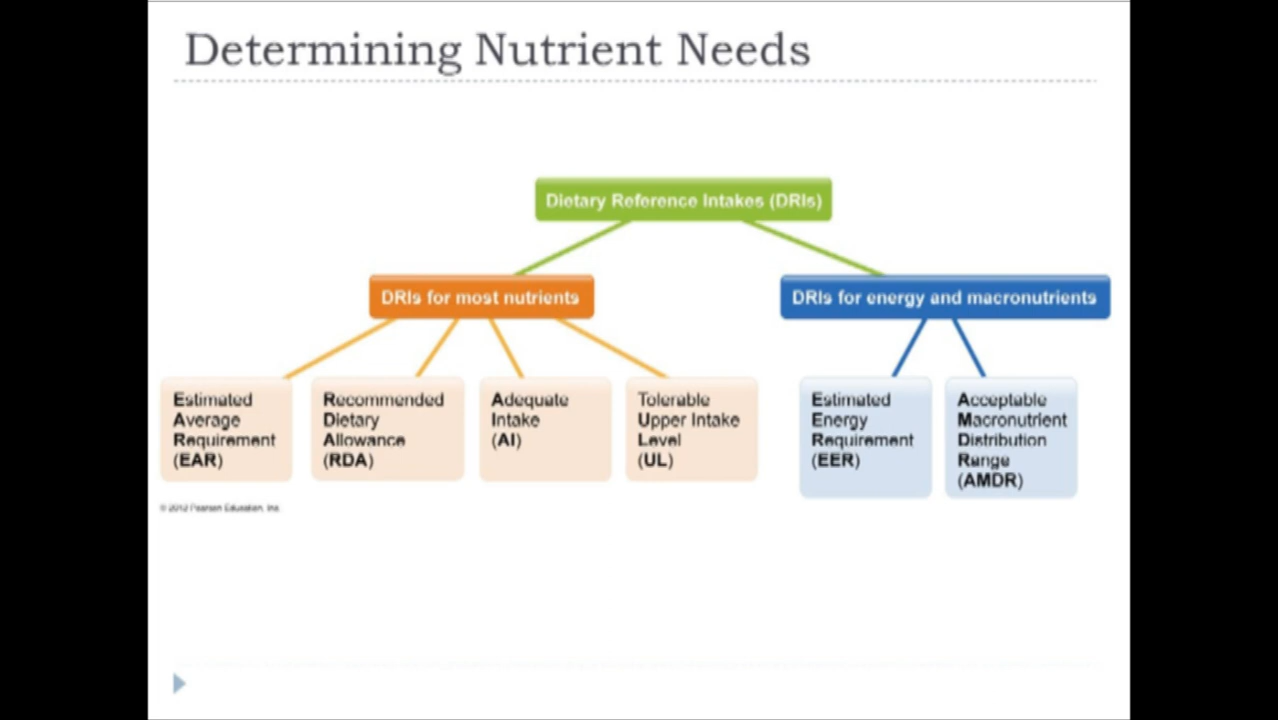 Determining Nutrient Needs
Dietary Reference Intakes (DRIs)
DRIs for most nutrients
DRIs for energy and macronutrients
Estimated
Average
Requirement
(EAR)
Recommended
Dietary
Allowance
(RDA)
Adequate
Intake
(AI)
Tolerable
Upper Intake
Level
(UL)
Estimated
Energy
Requirement
(EER)
Acceptable
Macronutrient
Distribution
Range
(AMDR)
© 2012 Pearson Education, Inc.